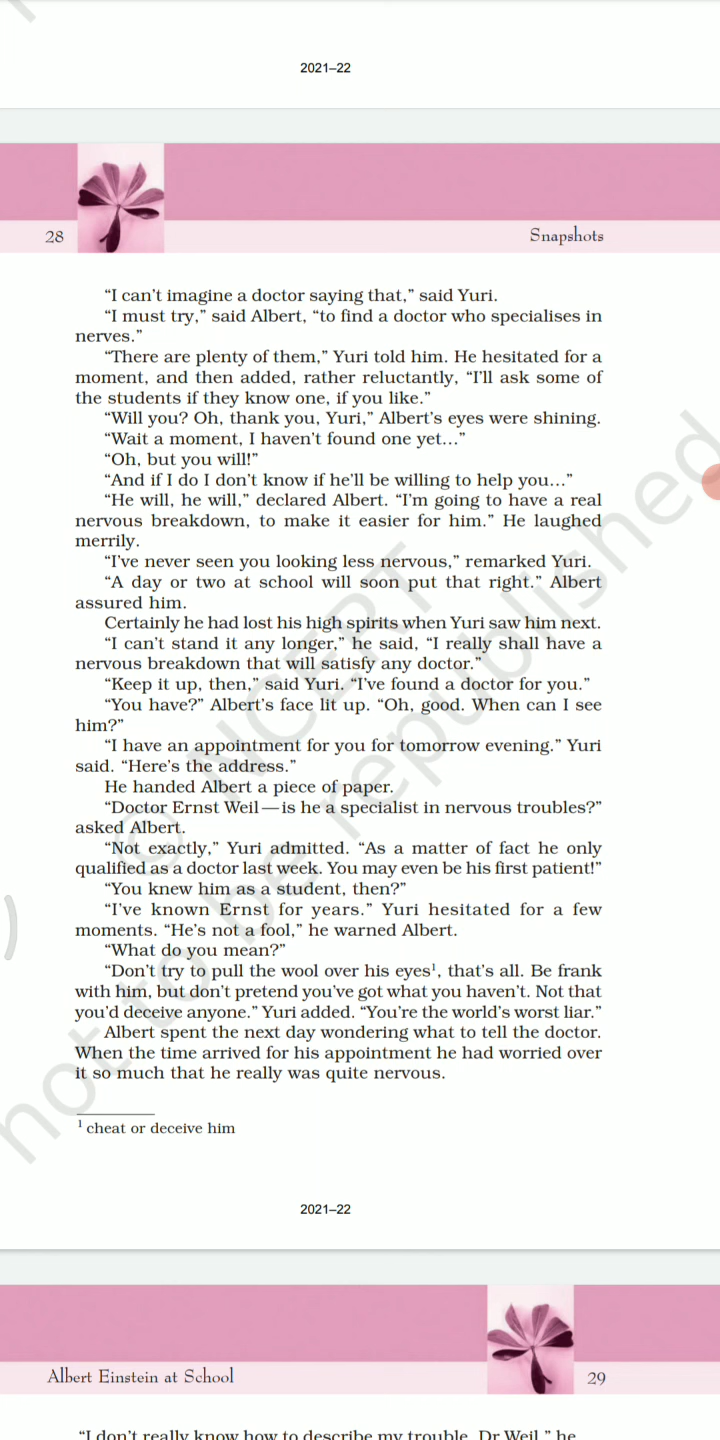 2021–22
28
Snapshots
“I can’t imagine a doctor saying that,” said Yuri.
“I must try,” said Albert, “to find a doctor who specialises in
nerves.”
“There are plenty of them,” Yuri told him. He hesitated for a
moment, and then added, rather reluctantly, “I’ll ask some of
the students if they know one, if you like.”
“Will you? Oh, thank you, Yuri,” Albert’s eyes were shining.
“Wait a moment, I haven’t found one yet...”
“Oh, but you will!”
“And if I do I don’t know if he’ll be willing to help you...”
“He will, he will,” declared Albert. “I’m going to have a real
nervous breakdown, to make it easier for him.” He laughed
merrily.
“I’ve never seen you looking less nervous,” remarked Yuri.
“A day or two at school will soon put that right.” Albert
assured him.
Certainly he had lost his high spirits when Yuri saw him next.
“I can’t stand it any longer,” he said, “I really shall have a
nervous breakdown that will satisfy any doctor.”
“Keep it up, then,” said Yuri. “I’ve found a doctor for you.”
“You have?” Albert’s face lit up. “Oh, good. When can I see
him?”
“I have an appointment for you for tomorrow evening.” Yuri
said. “Here’s the address.”
He handed Albert a piece of paper.
“Doctor Ernst Weil — is he a specialist in nervous troubles?”
asked Albert.
“Not exactly,” Yuri admitted. “As a matter of fact he only
qualified as a doctor last week. You may even be his first patient!”
“You knew him as a student, then?”
“I’ve known Ernst for years.” Yuri hesitated for a few
moments. “He’s not a fool,” he warned Albert.
“What do you mean?”
“Don’t try to pull the wool over his eyes¹, that’s all. Be frank
with him, but don’t pretend you’ve got what you haven’t. Not that
you'd deceive anyone.” Yuri added. “You’re the world’s worst liar.”
Albert spent the next day wondering what to tell the doctor.
When the time arrived for his appointment he had worried over
it so much that he really was quite nervous.
¹ cheat or deceive him
© NCERT
not to be republished
2021–22
Albert Einstein at School
29
“I don’t really know how to describe my trouble, Dr Weil,” he